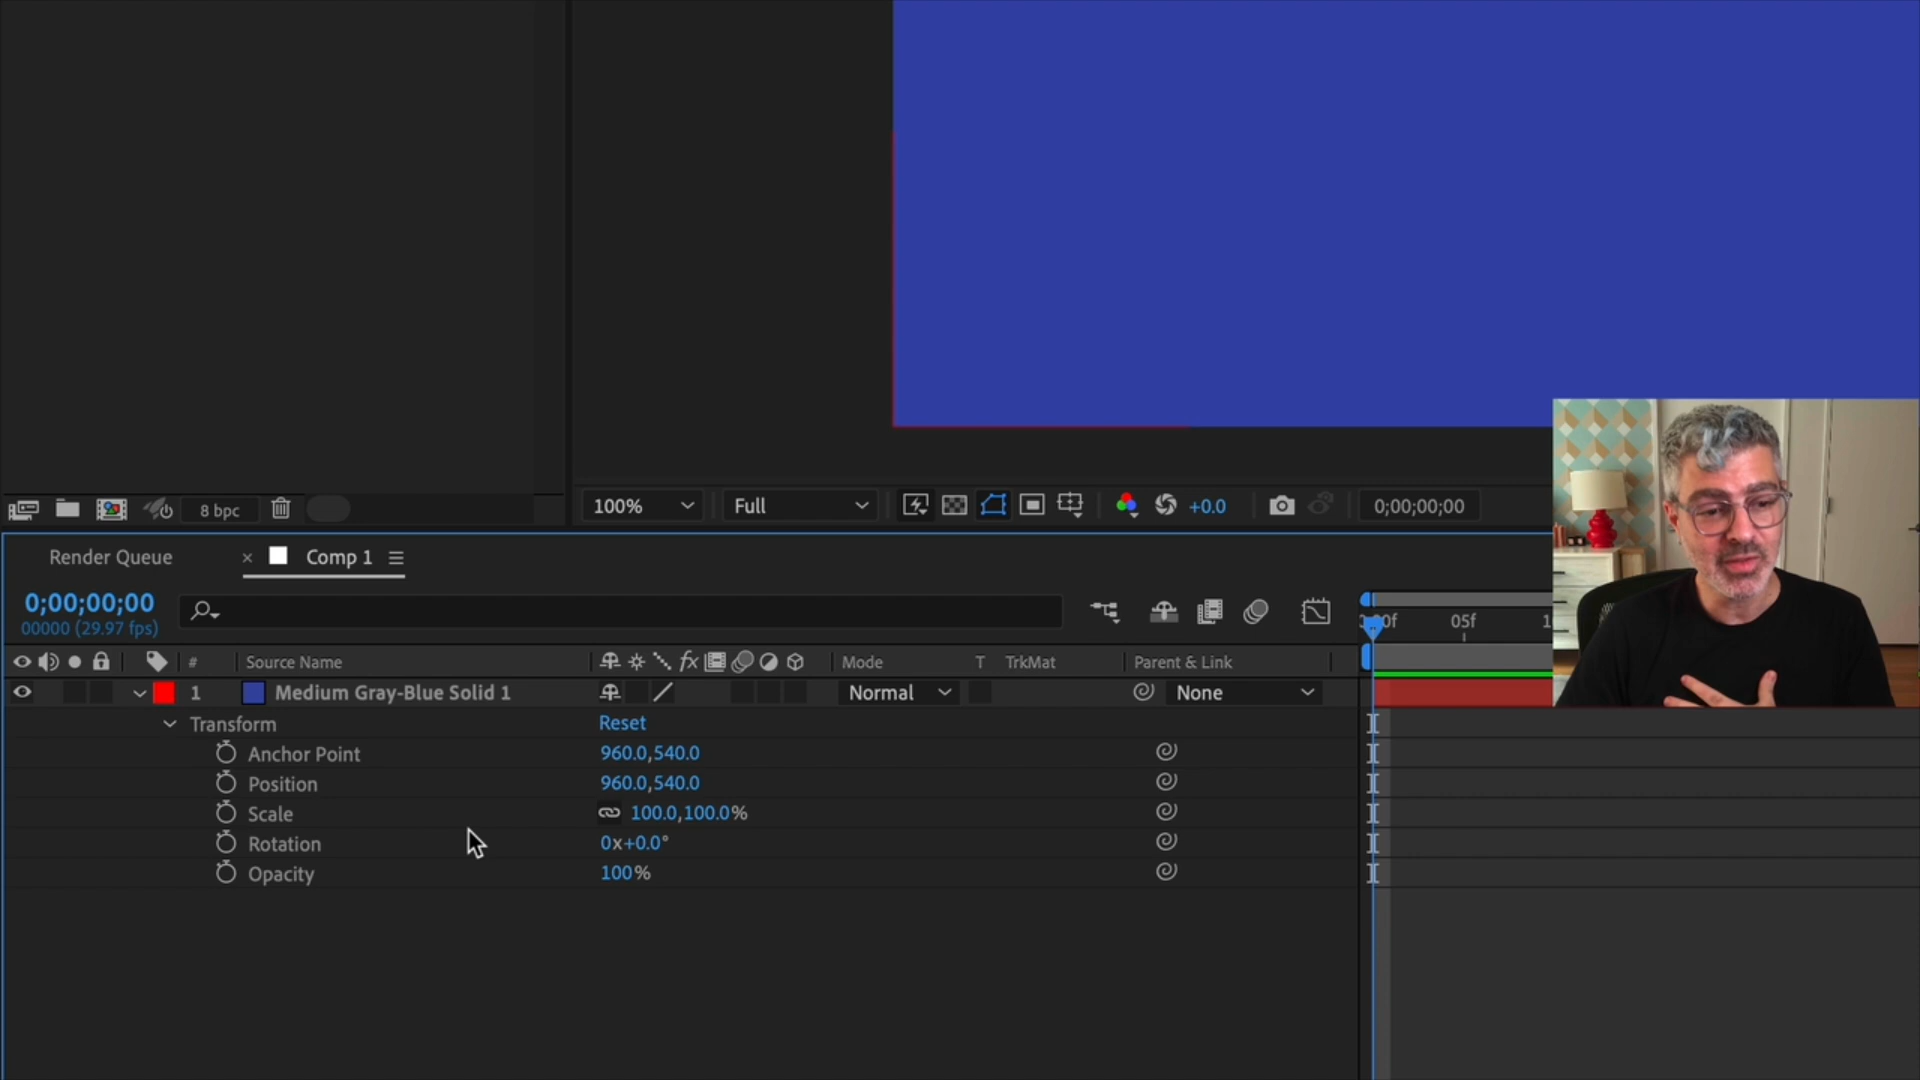 8 bpc
100%
Full
+0.0
0;00;00;00
Render Queue
× Comp 1
0;00;00;00
00000 (29.97 fps)
05f
# Source Name fx Mode T TrkMat Parent & Link
1 Medium Gray-Blue Solid 1 Normal None
Transform Reset
Anchor Point 960.0,540.0
Position 960.0,540.0
Scale 100.0,100.0%
Rotation 0x+0.0°
Opacity 100%